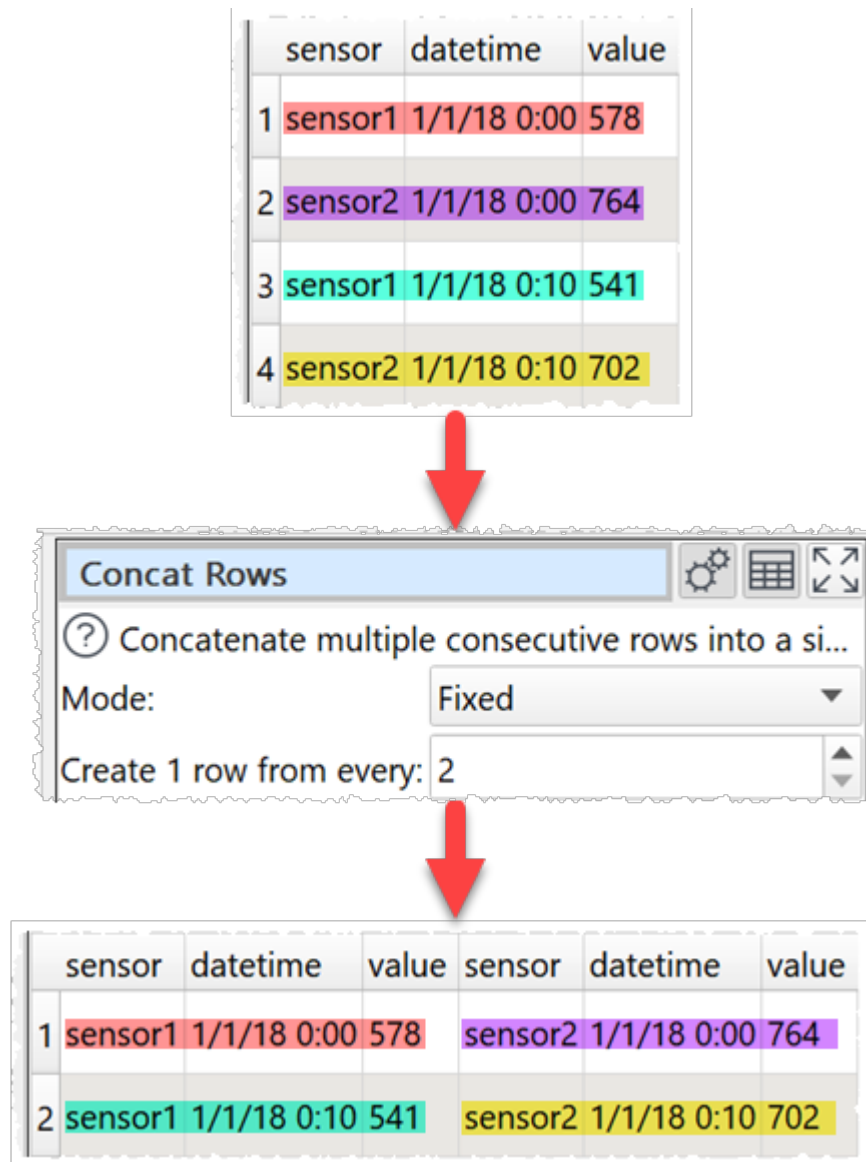 sensor datetime value
1 sensor1 1/1/18 0:00 578
2 sensor2 1/1/18 0:00 764
3 sensor1 1/1/18 0:10 541
4 sensor2 1/1/18 0:10 702
Concat Rows
? Concatenate multiple consecutive rows into a si...
Mode: Fixed
Create 1 row from every: 2
sensor datetime value sensor datetime value
1 sensor1 1/1/18 0:00 578 sensor2 1/1/18 0:00 764
2 sensor1 1/1/18 0:10 541 sensor2 1/1/18 0:10 702